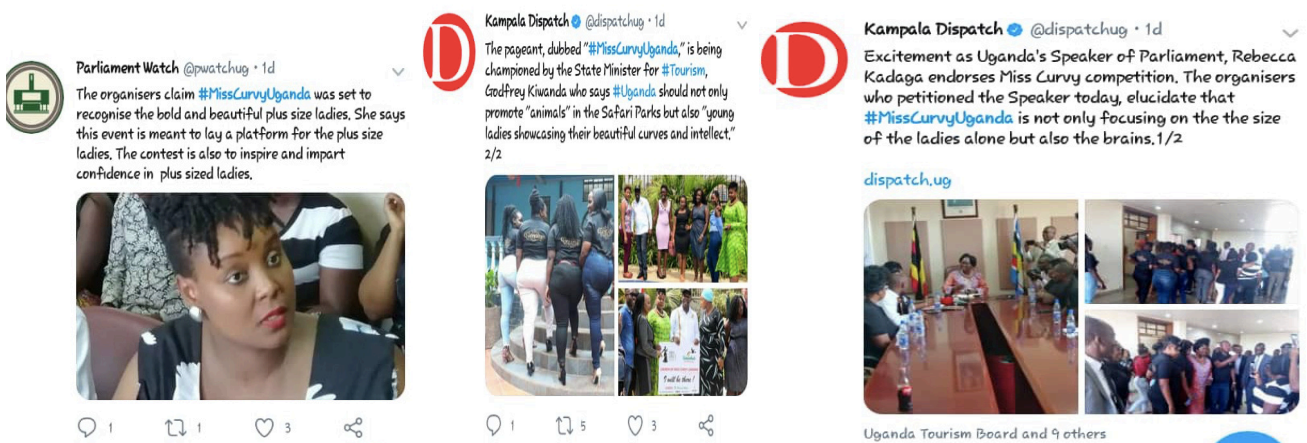 Parliament Watch @pwatchug · 1d
The organisers claim #MissCurvyUganda was set to
recognise the bold and beautiful plus size ladies. She says
this event is meant to lay a platform for the plus size
ladies. The contest is also to inspire and impart
confidence in plus sized ladies.
1 1 3
D
Kampala Dispatch @dispatchug · 1d
The pageant, dubbed "#MissCurvyUganda," is being
championed by the State Minister for #Tourism,
Godfrey Kiwanda who says #Uganda should not only
promote "animals" in the Safari Parks but also "young
ladies showcasing their beautiful curves and intellect."
2/2
I will be there!
1 5 3
D
Kampala Dispatch @dispatchug · 1d
Excitement as Uganda's Speaker of Parliament, Rebecca
Kadaga endorses Miss Curvy competition. The organisers
who petitioned the Speaker today, elucidate that
#MissCurvyUganda is not only focusing on the the size
of the ladies alone but also the brains.1/2
dispatch.ug
Uganda Tourism Board and 9 others